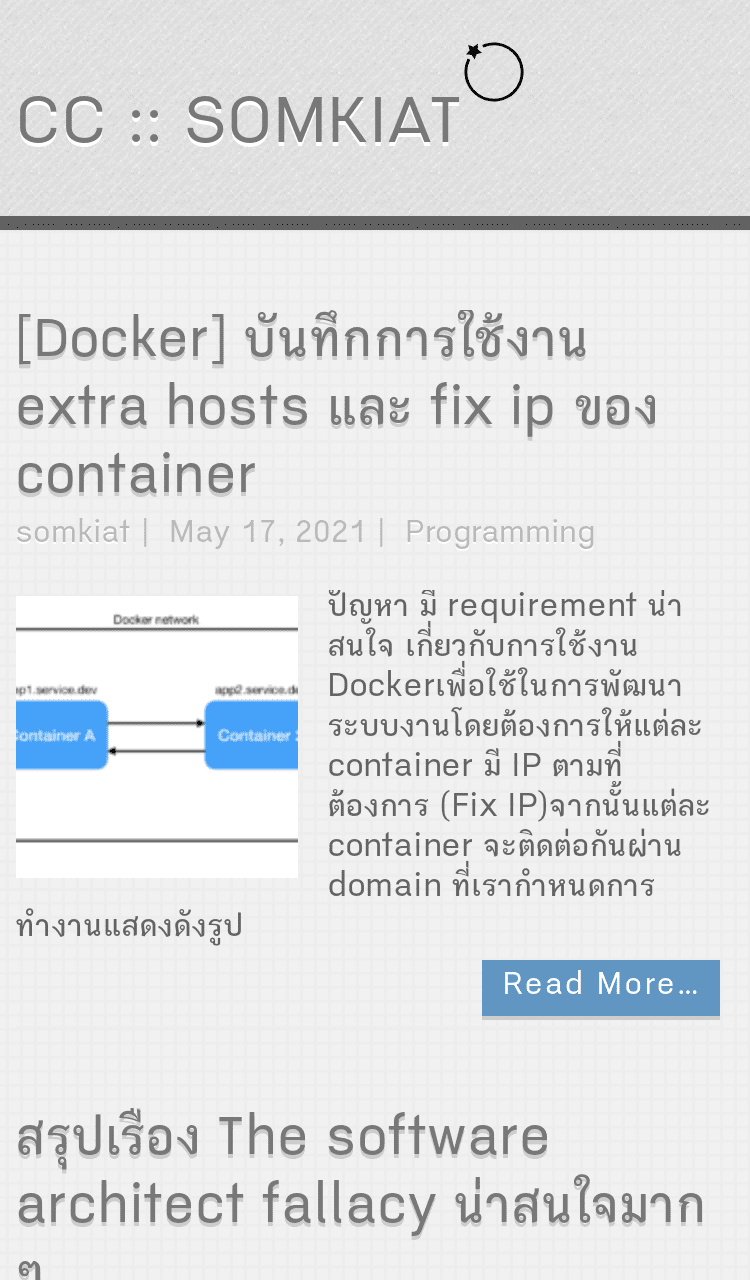 CC :: SOMKIAT
[Docker] บันทึกการใช้งาน
extra hosts และ fix ip ของ
container
somkiat | May 17, 2021 | Programming
Docker network
p1.service.dev
app2.service.de
Container A
Container
ปัญหา มี requirement น่า
สนใจ เกี่ยวกับการใช้งาน
Dockerเพื่อใช้ในการพัฒนา
ระบบงานโดยต้องการให้แต่ละ
container มี IP ตามที่
ต้องการ (Fix IP)จากนั้นแต่ละ
container จะติดต่อกันผ่าน
domain ที่เรากำหนดการ
ทำงานแสดงดังรูป
Read More…
สรุปเรื่อง The software
architect fallacy น่าสนใจมาก
ๆ